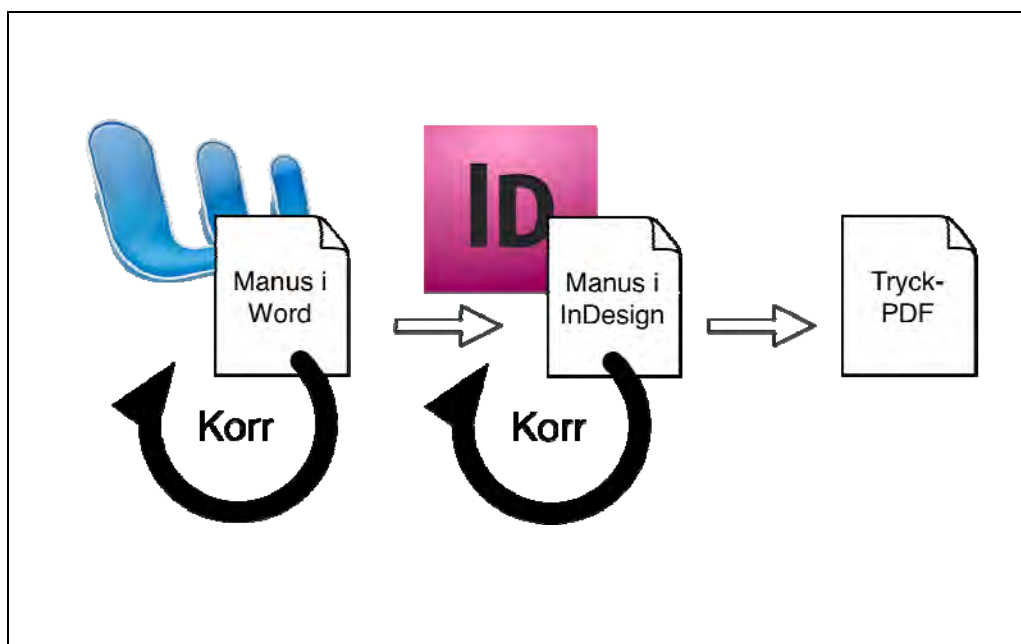 ID
Manus i
Word
Manus i
InDesign
Tryck-
PDF
Korr
Korr